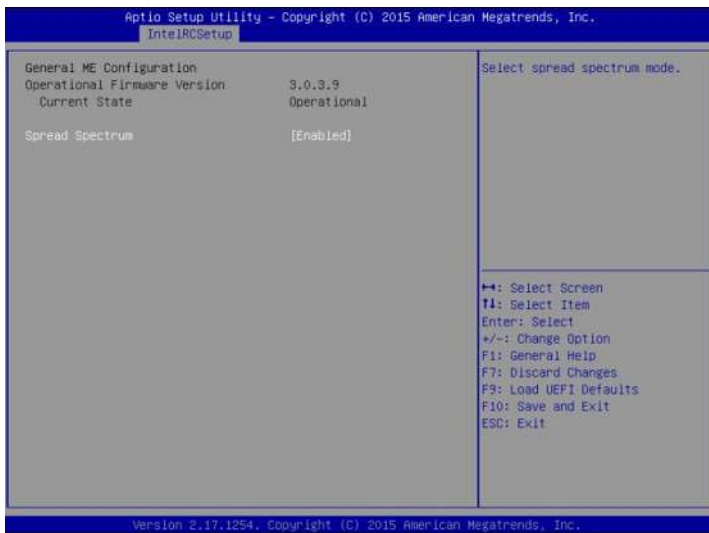 Aptio Setup Utility – Copyright (C) 2015 American Megatrends, Inc.
IntelRCSetup
General ME Configuration
Operational Firmware Version 3.0.3.9
Current State Operational
Spread Spectrum [Enabled]
Select spread spectrum mode.
↔: Select Screen
↑↓: Select Item
Enter: Select
+/-: Change Option
F1: General Help
F7: Discard Changes
F9: Load UEFI Defaults
F10: Save and Exit
ESC: Exit
Version 2.17.1254. Copyright (C) 2015 American Megatrends, Inc.